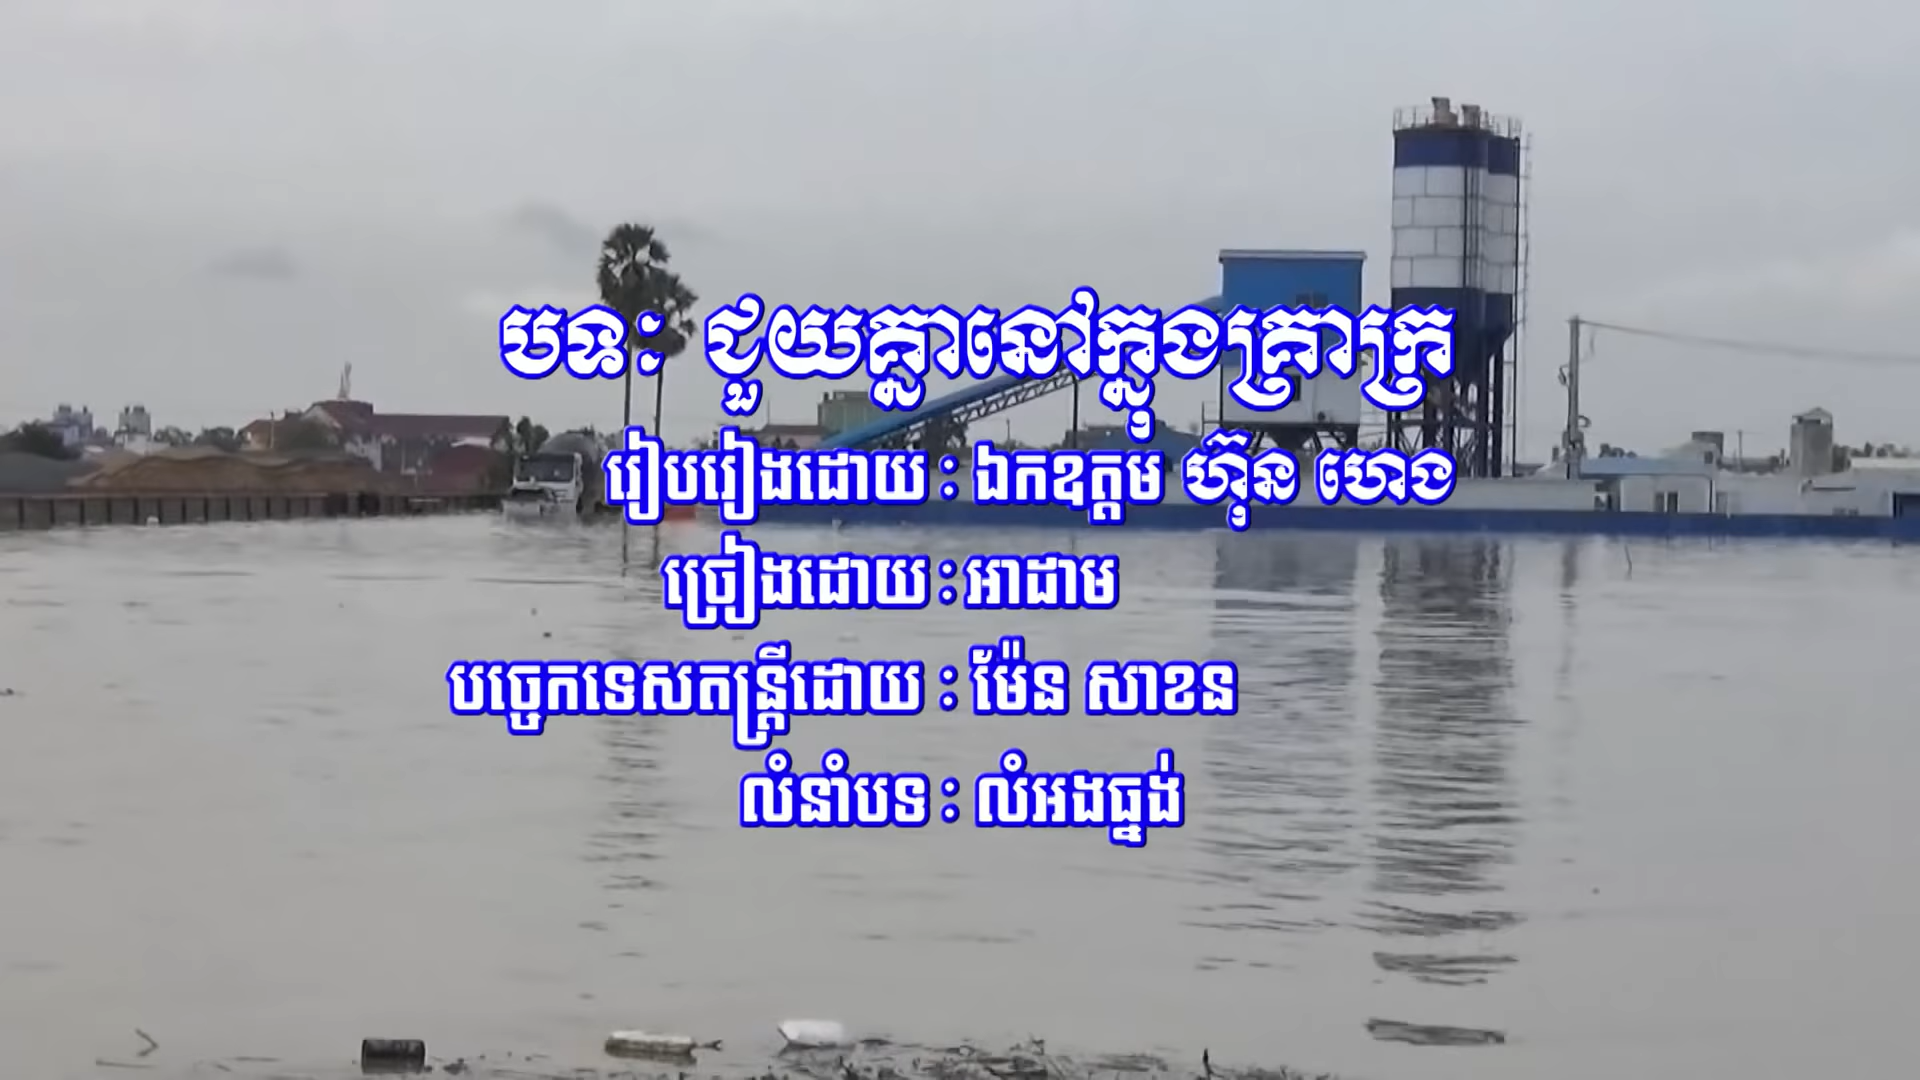 បទ៖ ជួយគ្នានៅក្នុងគ្រាក្រ
រៀបរៀងដោយ : ឯកឧត្តម ហ៊ុន ហេង
ច្រៀងដោយ : អាដាម
បច្ចេកទេសតន្ត្រីដោយ : ម៉ែន សាខន
លំនាំបទ : លំអងធ្នង់